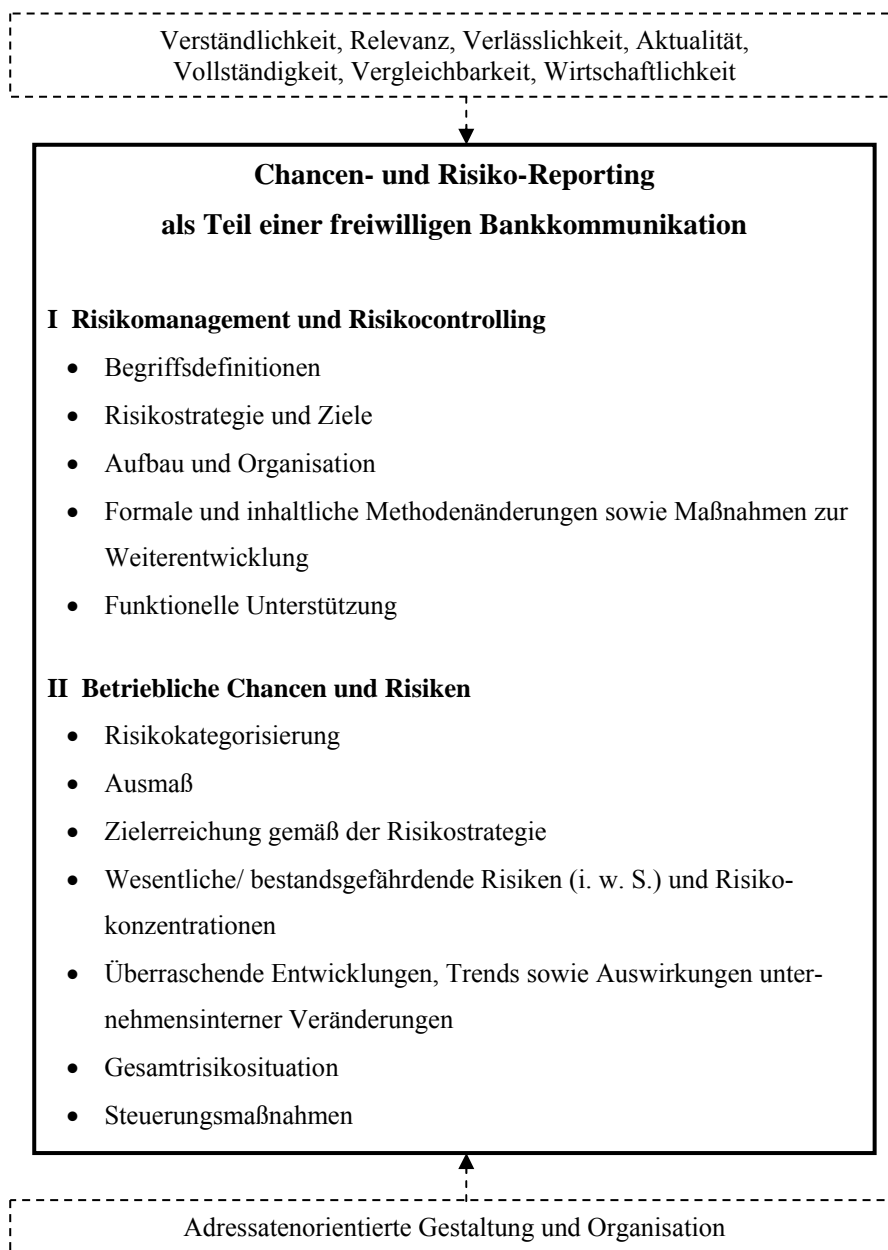 Verständlichkeit, Relevanz, Verlässlichkeit, Aktualität,
Vollständigkeit, Vergleichbarkeit, Wirtschaftlichkeit
Chancen- und Risiko-Reporting
als Teil einer freiwilligen Bankkommunikation
I Risikomanagement und Risikocontrolling
• Begriffsdefinitionen
• Risikostrategie und Ziele
• Aufbau und Organisation
• Formale und inhaltliche Methodenänderungen sowie Maßnahmen zur
Weiterentwicklung
• Funktionelle Unterstützung
II Betriebliche Chancen und Risiken
• Risikokategorisierung
• Ausmaß
• Zielerreichung gemäß der Risikostrategie
• Wesentliche/ bestandsgefährdende Risiken (i. w. S.) und Risiko-
konzentrationen
• Überraschende Entwicklungen, Trends sowie Auswirkungen unter-
nehmensinterner Veränderungen
• Gesamtrisikosituation
• Steuerungsmaßnahmen
Adressatenorientierte Gestaltung und Organisation